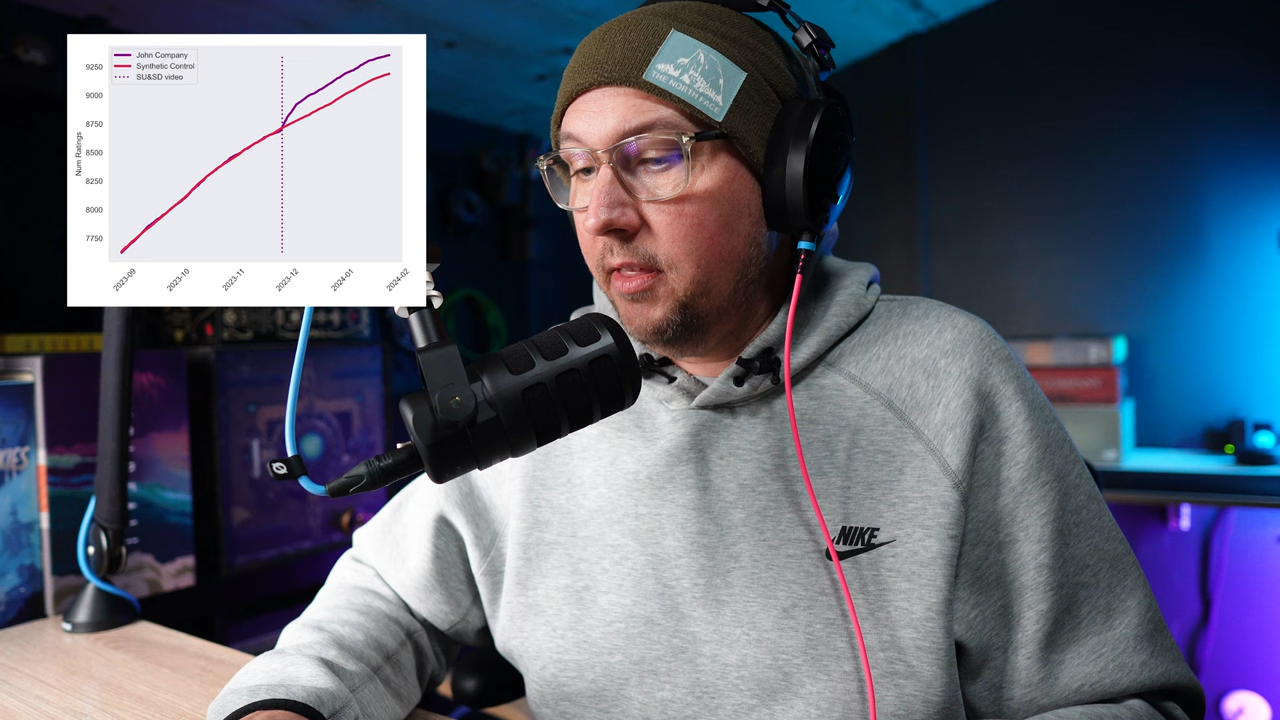 John Company
Synthetic Control
SU&SD video
Num Ratings
9250
9000
8750
8500
8250
8000
7750
2023-09
2023-10
2023-11
2023-12
2024-01
2024-02
THE NORTH FACE
NIKE